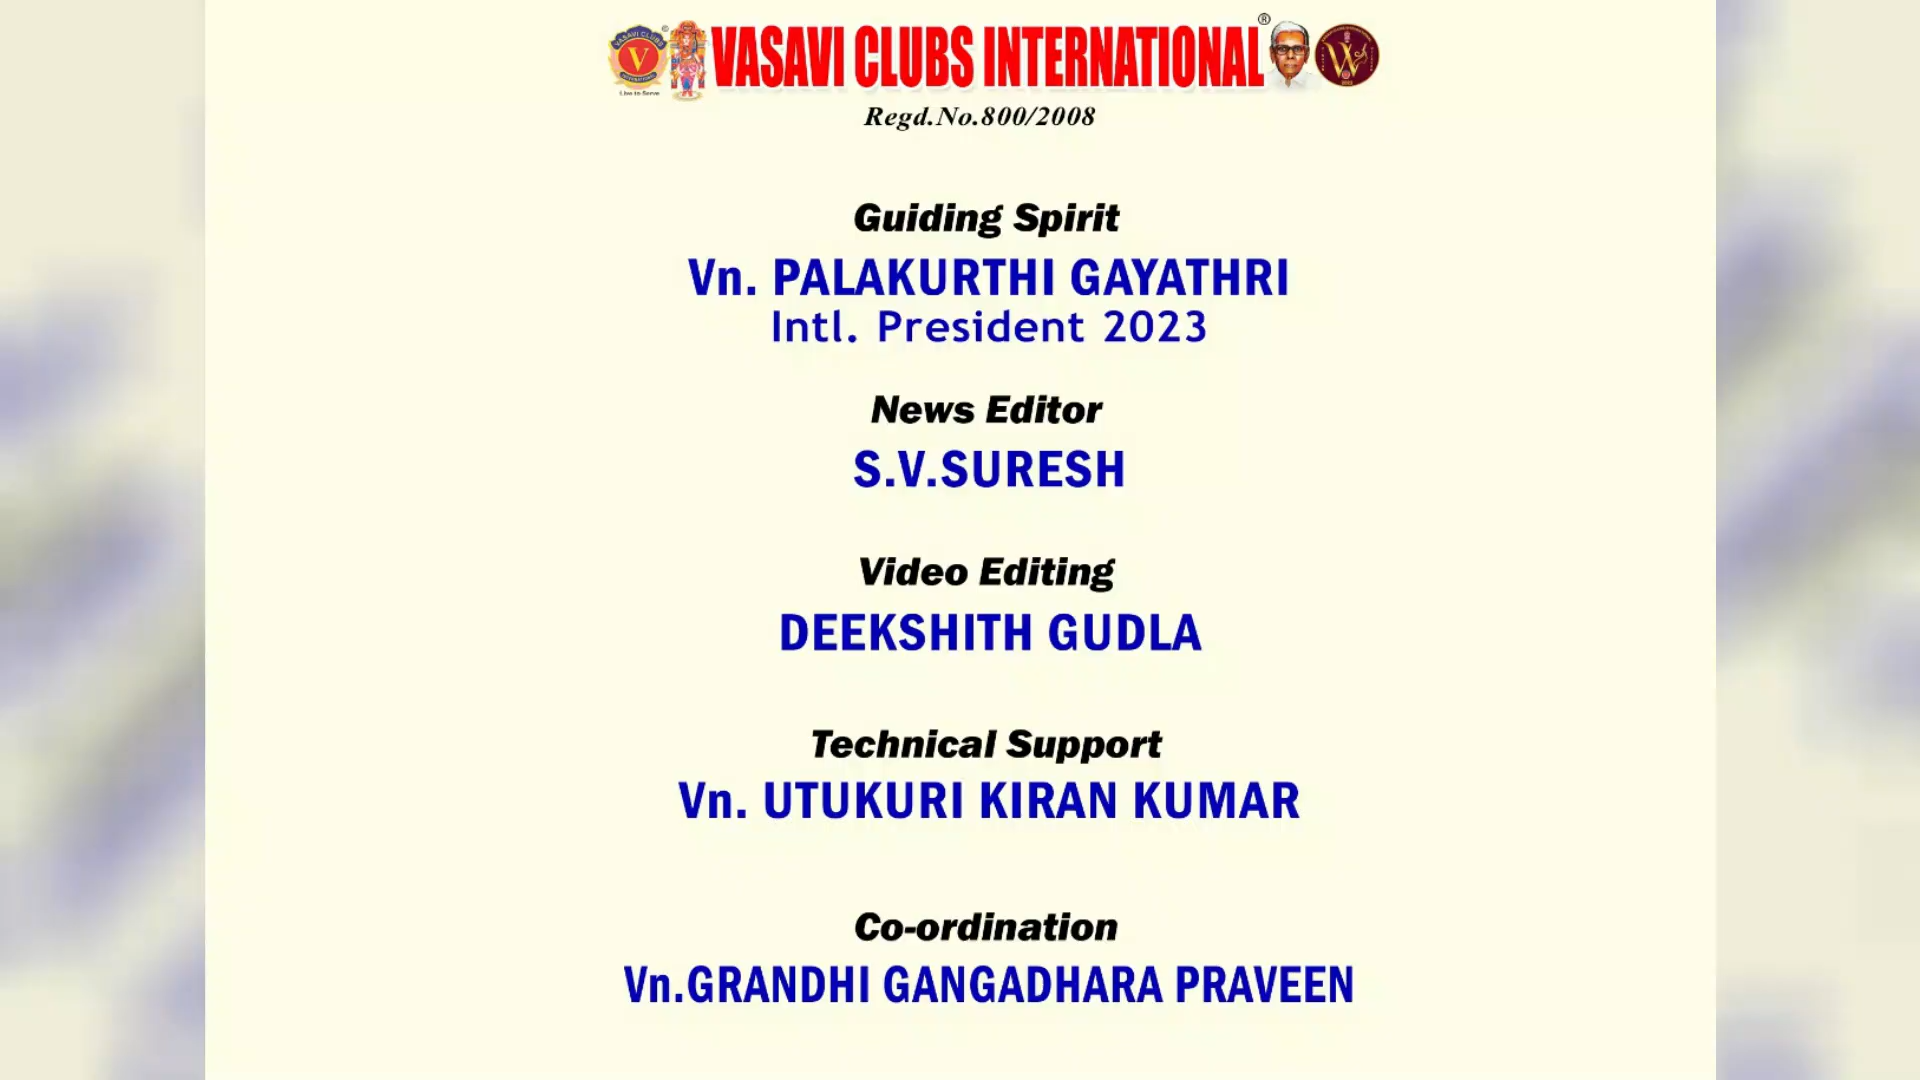 VASAVI CLUBS INTERNATIONAL®
Regd.No.800/2008
Guiding Spirit
Vn. PALAKURTHI GAYATHRI
Intl. President 2023
News Editor
S.V.SURESH
Video Editing
DEEKSHITH GUDLA
Technical Support
Vn. UTUKURI KIRAN KUMAR
Co-ordination
Vn.GRANDHI GANGADHARA PRAVEEN